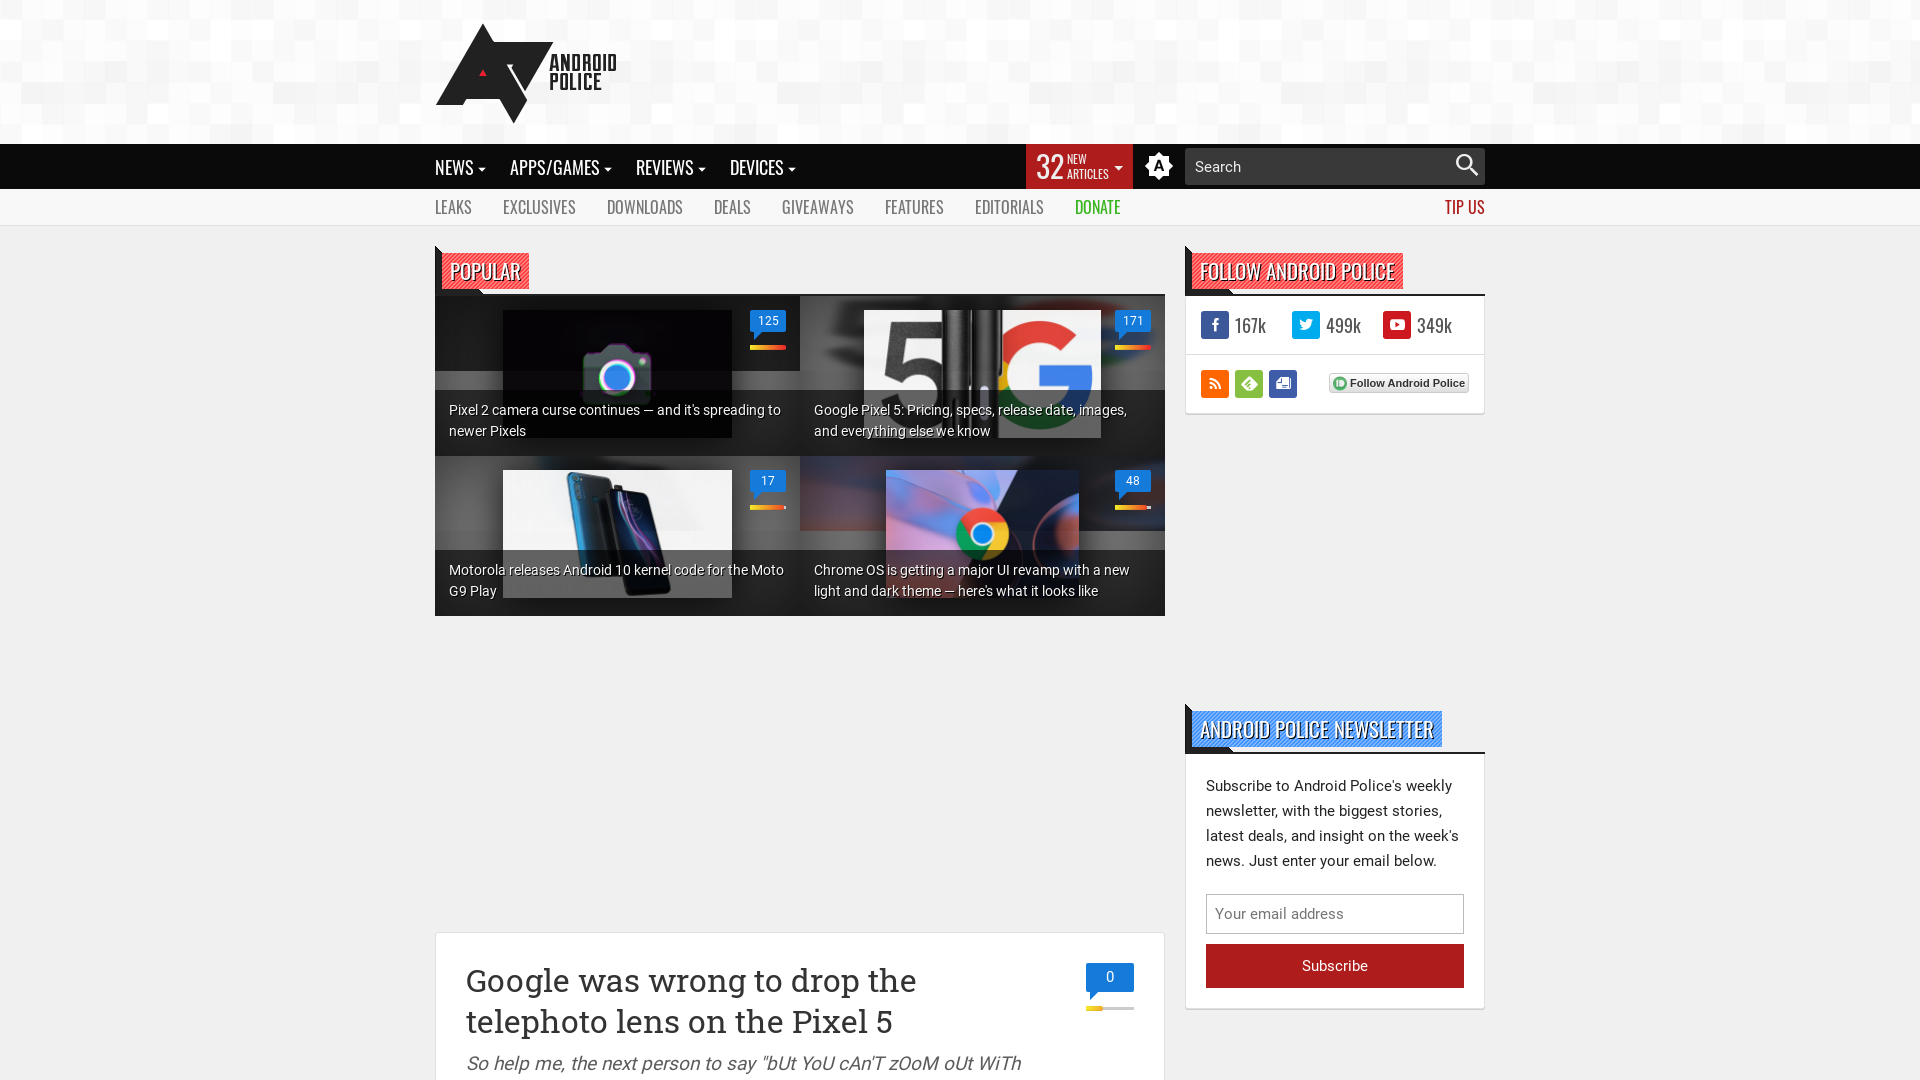 ANDROID
POLICE
NEWS
APPS/GAMES
REVIEWS
DEVICES
32 NEW
ARTICLES
A
Search
LEAKS
EXCLUSIVES
DOWNLOADS
DEALS
GIVEAWAYS
FEATURES
EDITORIALS
DONATE
TIP US
POPULAR
125
Pixel 2 camera curse continues — and it's spreading to
newer Pixels
171
5
G
Google Pixel 5: Pricing, specs, release date, images,
and everything else we know
17
Motorola releases Android 10 kernel code for the Moto
G9 Play
48
Chrome OS is getting a major UI revamp with a new
light and dark theme — here's what it looks like
Google was wrong to drop the
telephoto lens on the Pixel 5
0
So help me, the next person to say "bUt YoU cAn'T zOoM oUt WiTh
FOLLOW ANDROID POLICE
167k
499k
349k
Follow Android Police
ANDROID POLICE NEWSLETTER
Subscribe to Android Police's weekly
newsletter, with the biggest stories,
latest deals, and insight on the week's
news. Just enter your email below.
Your email address
Subscribe